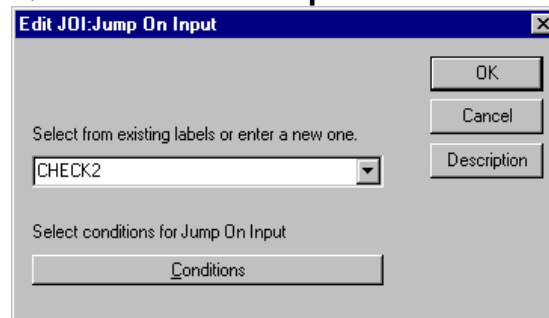 Edit JOI:Jump On Input
OK
Cancel
Select from existing labels or enter a new one.
Description
CHECK2
Select conditions for Jump On Input
Conditions